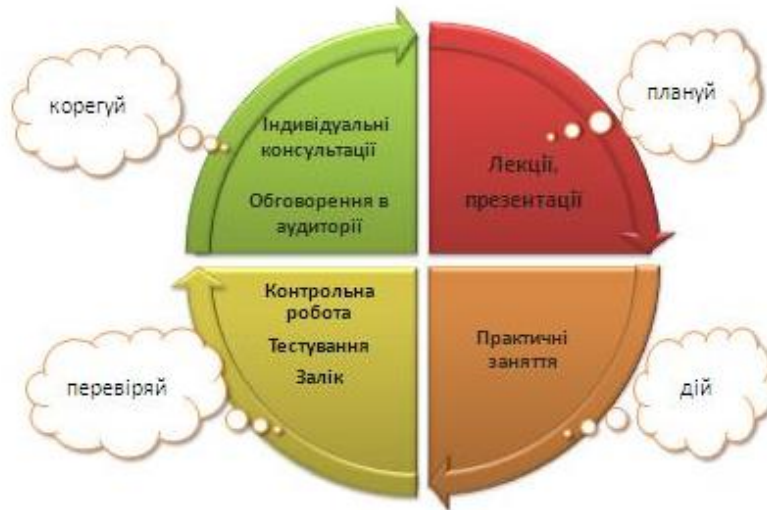 корегуй
Індивідуальні
консультації
Обговорення в
аудиторії
плануй
Лекції,
презентації
Контрольна
робота
Тестування
Залік
перевіряй
Практичні
заняття
дій